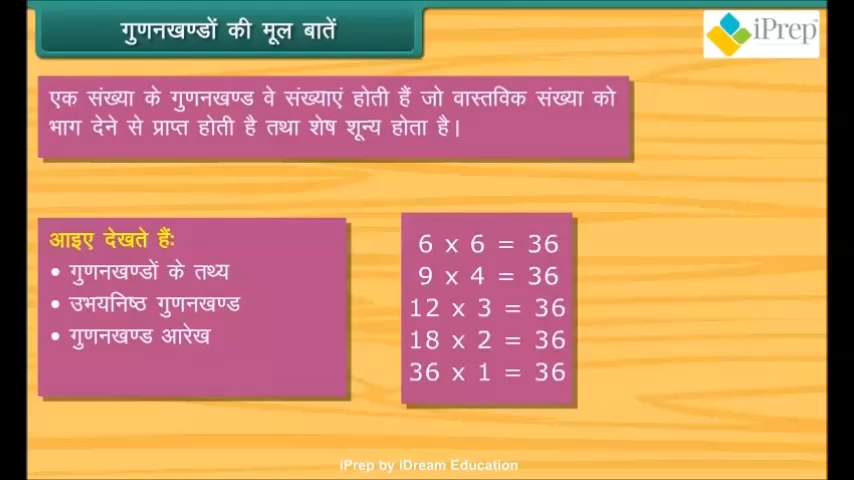 गुणनखण्डों की मूल बातें
iPrep
एक संख्या के गुणनखण्ड वे संख्याएं होती हैं जो वास्तविक संख्या को
भाग देने से प्राप्त होती है तथा शेष शून्य होता है।
आइए देखते हैं:
• गुणनखण्डों के तथ्य
• उभयनिष्ठ गुणनखण्ड
• गुणनखण्ड आरेख
6 x 6 = 36
9 x 4 = 36
12 x 3 = 36
18 x 2 = 36
36 x 1 = 36
iPrep by iDream Education